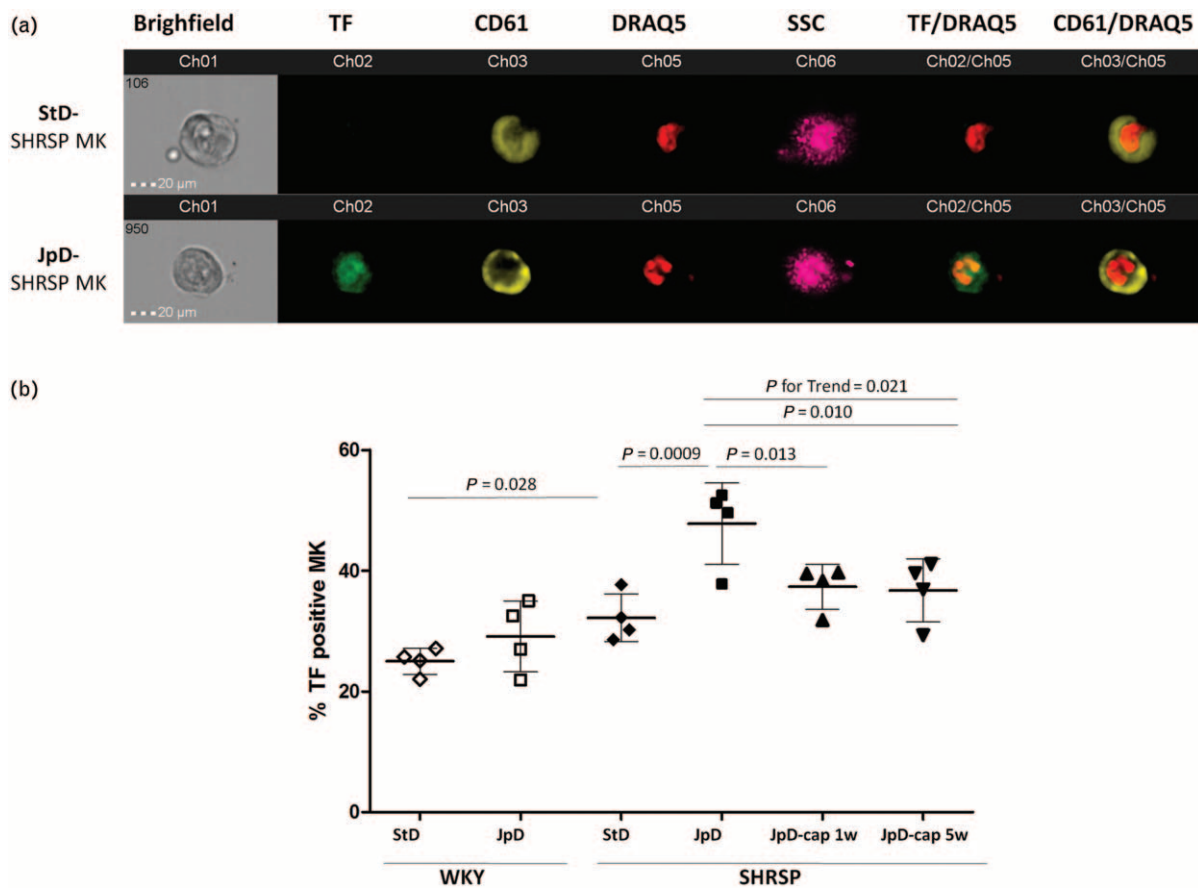 (a)
Brighfield TF CD61 DRAQ5 SSC TF/DRAQ5 CD61/DRAQ5
Ch01 Ch02 Ch03 Ch05 Ch06 Ch02/Ch05 Ch03/Ch05
106
StD-
SHRSP MK
20 µm
Ch01 Ch02 Ch03 Ch05 Ch06 Ch02/Ch05 Ch03/Ch05
950
JpD-
SHRSP MK
20 µm
(b)
P for Trend = 0.021
P = 0.010
P = 0.0009 P = 0.013
P = 0.028
% TF positive MK
60
40
20
0
StD JpD StD JpD JpD-cap 1w JpD-cap 5w
WKY SHRSP